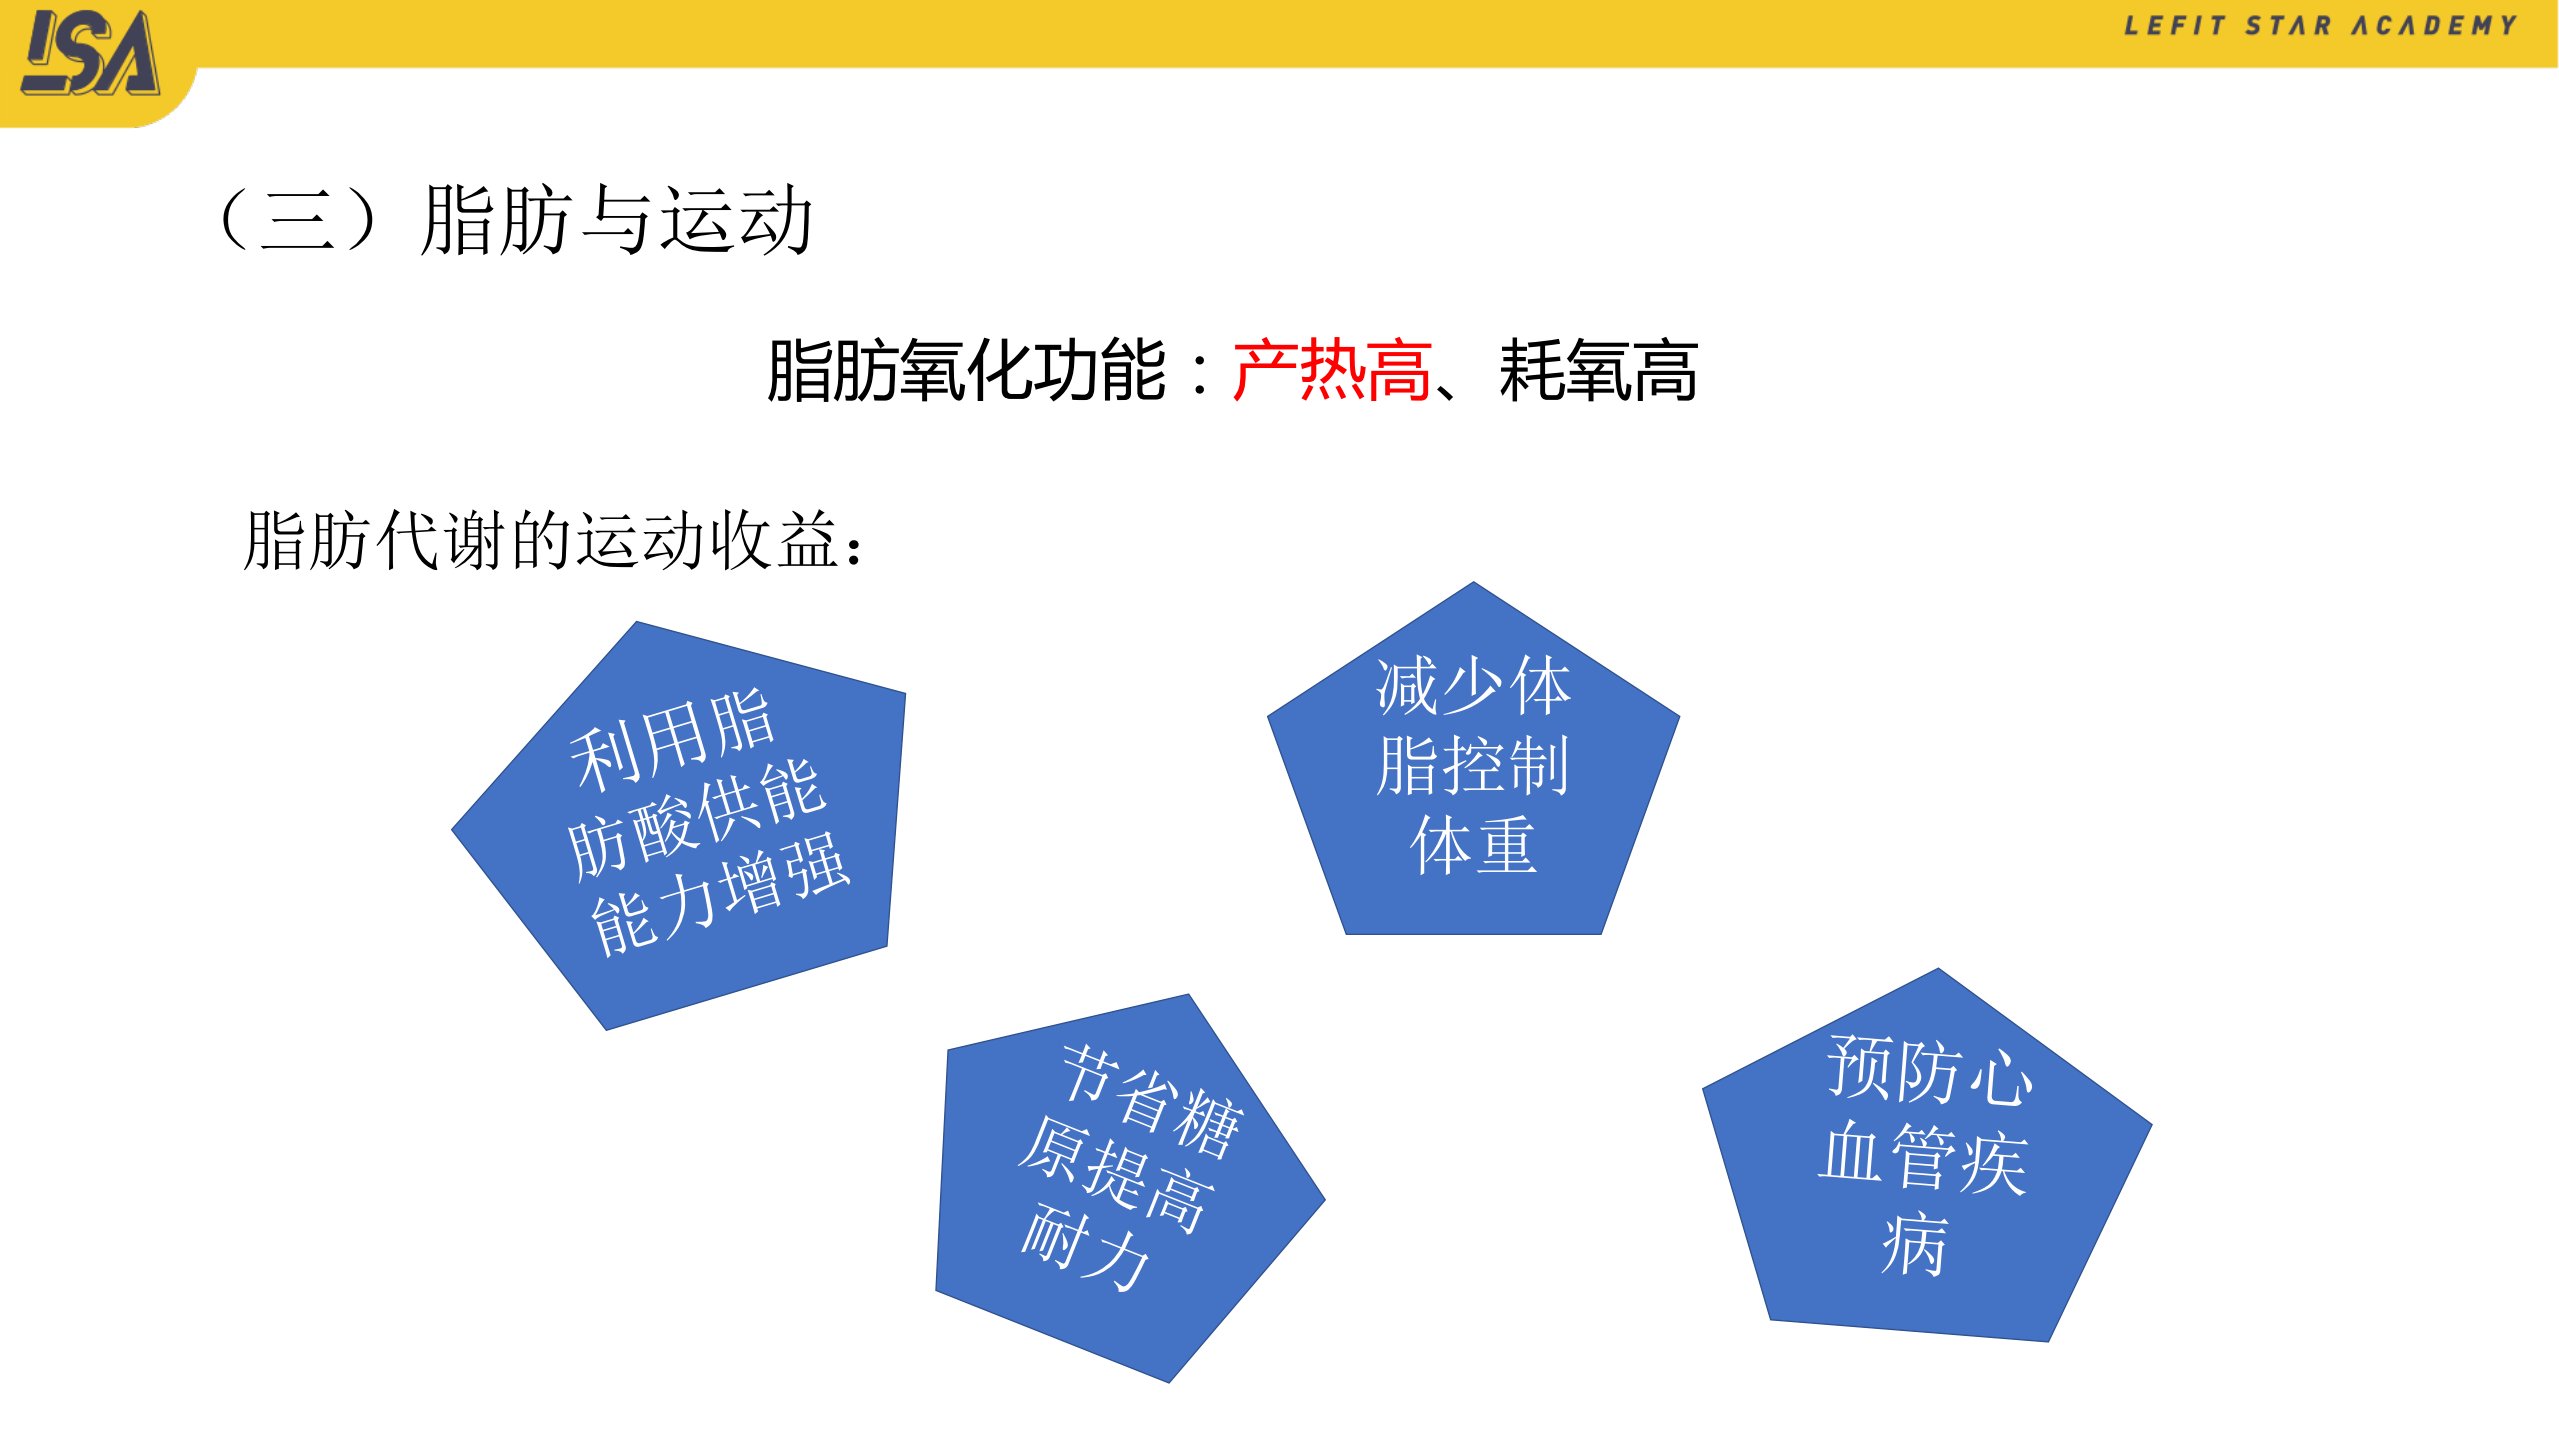 LSA
LEFIT STAR ACADEMY
（三）脂肪与运动
脂肪氧化功能：产热高、耗氧高
脂肪代谢的运动收益：
利用脂
肪酸供能
能力增强
减少体
脂控制
体重
节省糖
原提高
耐力
预防心
血管疾
病